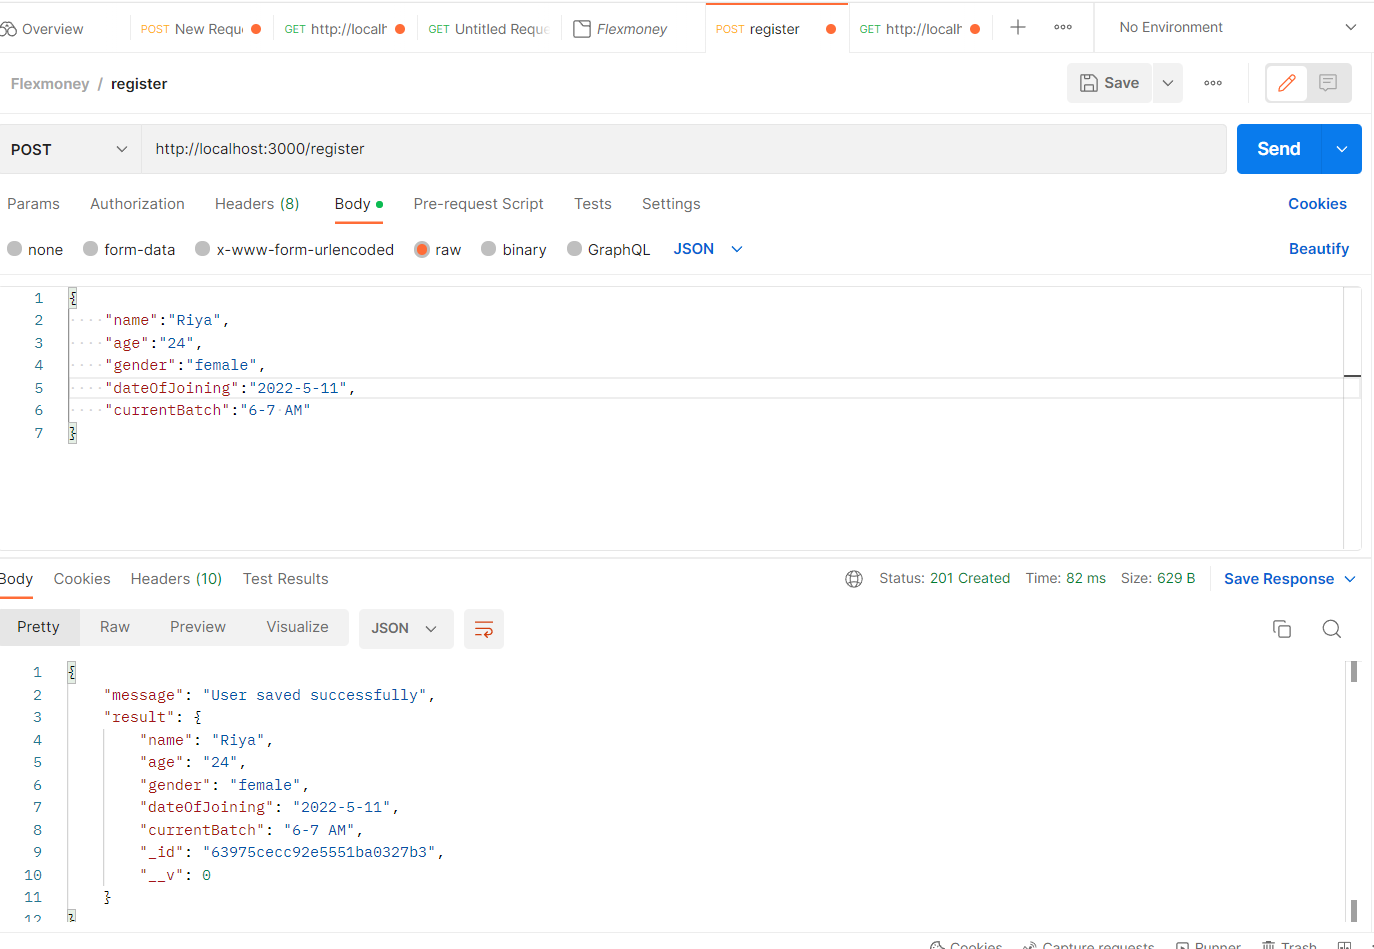 Overview POST New Requ GET http://localh GET Untitled Reque Flexmoney POST register GET http://localh No Environment
Flexmoney / register Save
POST http://localhost:3000/register Send
Params Authorization Headers (8) Body Pre-request Script Tests Settings Cookies
none form-data x-www-form-urlencoded raw binary GraphQL JSON Beautify
1 {
2 "name":"Riya",
3 "age":"24",
4 "gender":"female",
5 "dateOfJoining":"2022-5-11",
6 "currentBatch":"6-7 AM"
7 }
Body Cookies Headers (10) Test Results Status: 201 Created Time: 82 ms Size: 629 B Save Response
Pretty Raw Preview Visualize JSON
1 {
2 "message": "User saved successfully",
3 "result": {
4 "name": "Riya",
5 "age": "24",
6 "gender": "female",
7 "dateOfJoining": "2022-5-11",
8 "currentBatch": "6-7 AM",
9 "_id": "63975cecc92e5551ba0327b3",
10 "__v": 0
11 }
12 }
Cookies Capture requests Runner Trash